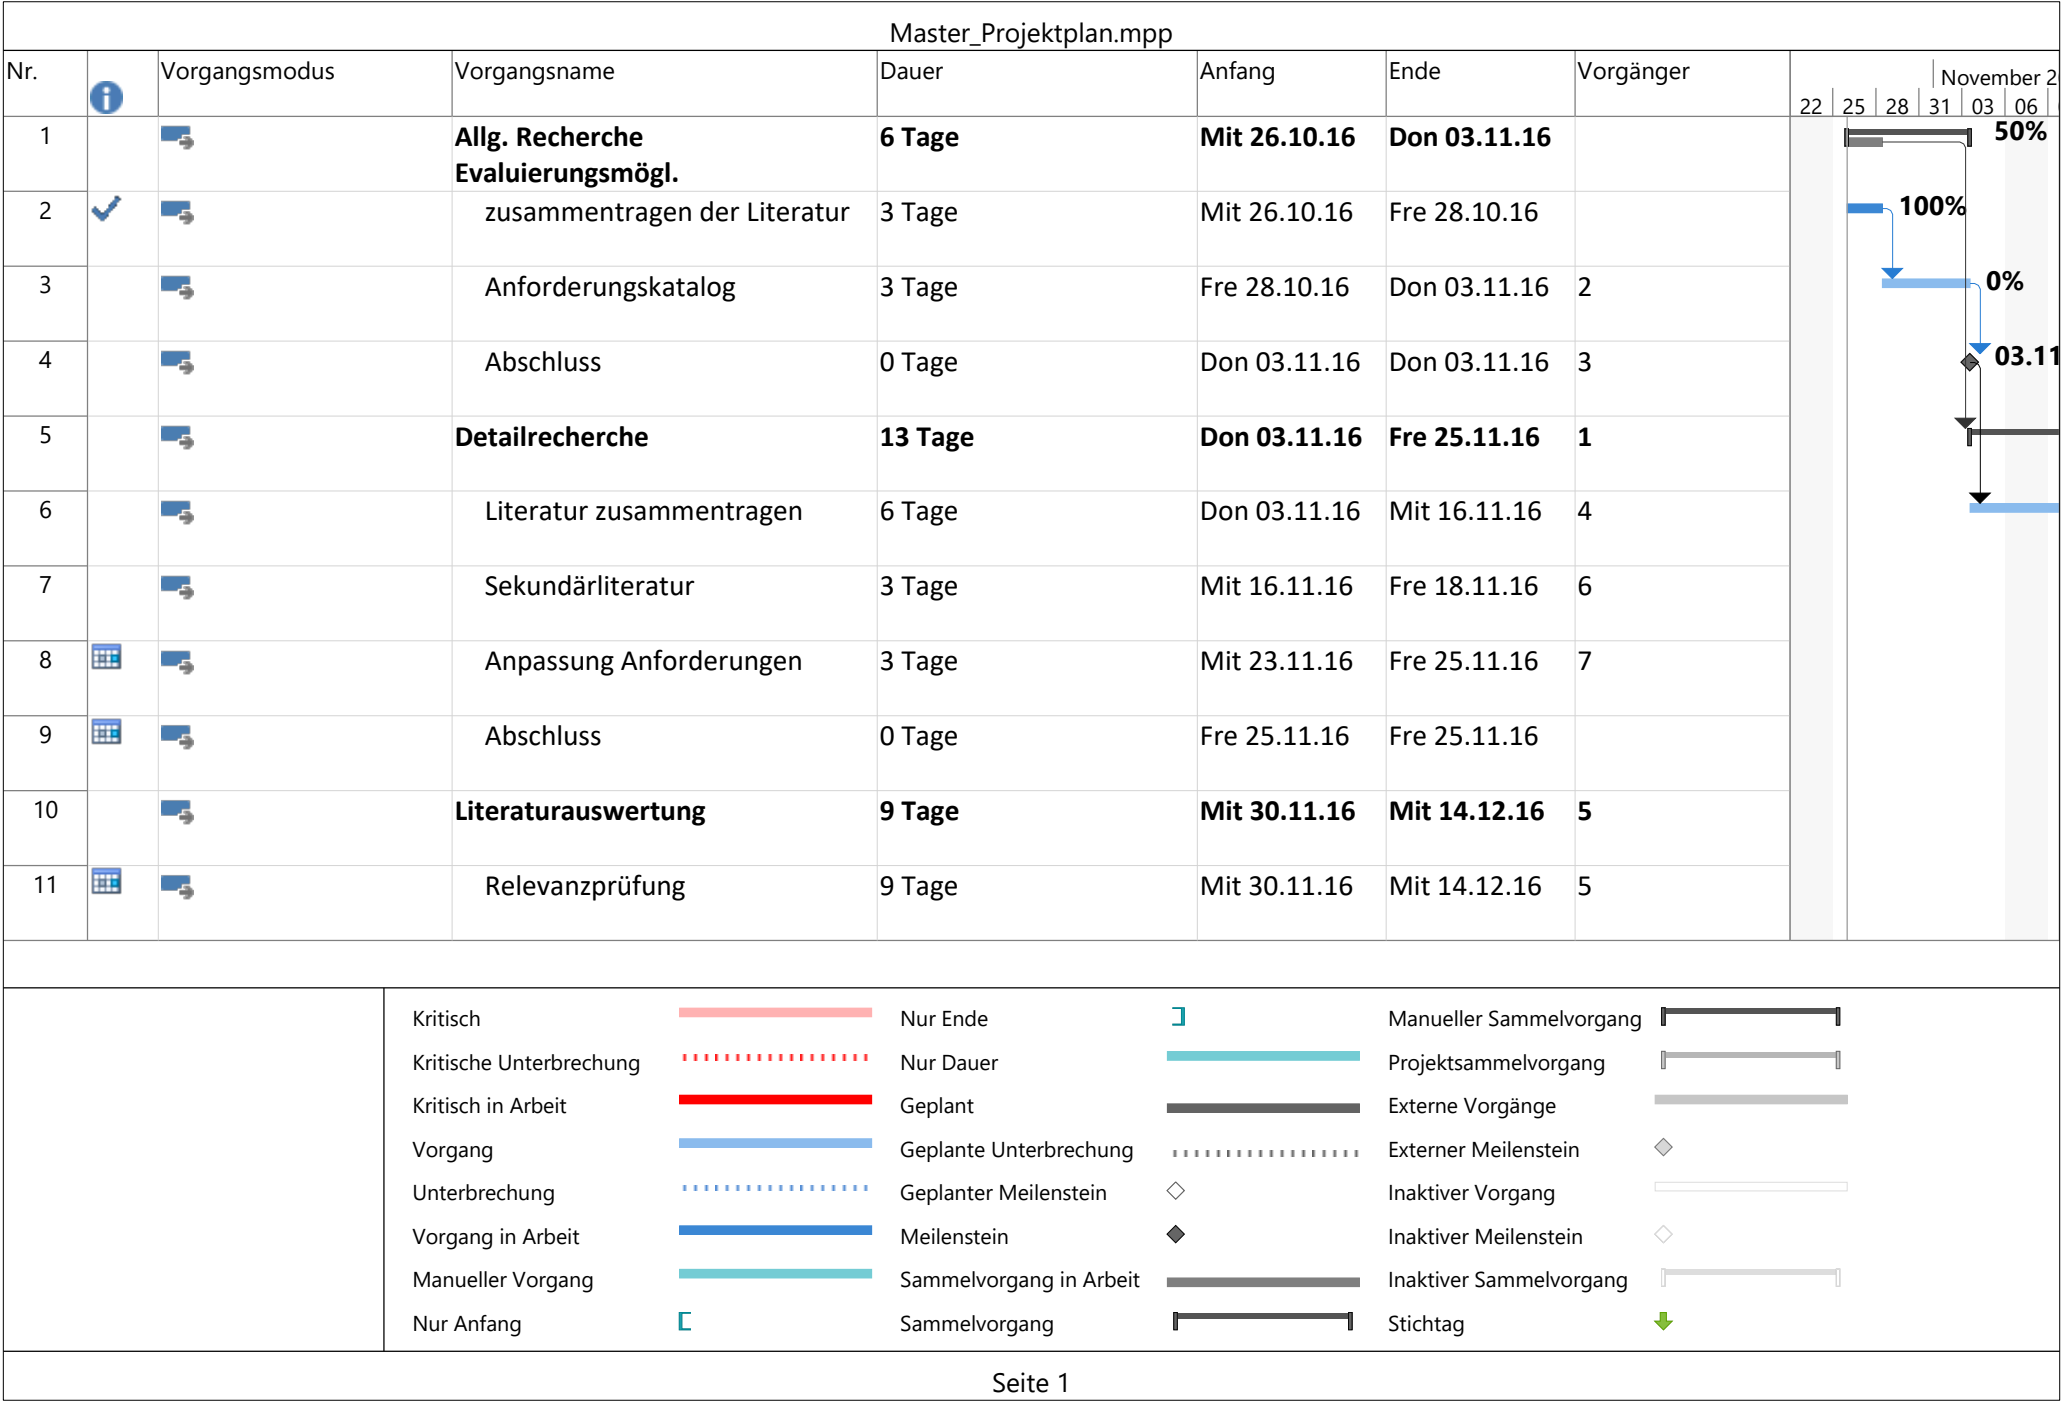 Master_Projektplan.mpp
Nr. Vorgangsmodus Vorgangsname Dauer Anfang Ende Vorgänger November 2
22 25 28 31 03 06
1 Allg. Recherche 6 Tage Mit 26.10.16 Don 03.11.16 50%
Evaluierungsmögl.
2 zusammentragen der Literatur 3 Tage Mit 26.10.16 Fre 28.10.16 100%
3 Anforderungskatalog 3 Tage Fre 28.10.16 Don 03.11.16 2 0%
4 Abschluss 0 Tage Don 03.11.16 Don 03.11.16 3 03.11
5 Detailrecherche 13 Tage Don 03.11.16 Fre 25.11.16 1
6 Literatur zusammentragen 6 Tage Don 03.11.16 Mit 16.11.16 4
7 Sekundärliteratur 3 Tage Mit 16.11.16 Fre 18.11.16 6
8 Anpassung Anforderungen 3 Tage Mit 23.11.16 Fre 25.11.16 7
9 Abschluss 0 Tage Fre 25.11.16 Fre 25.11.16
10 Literaturauswertung 9 Tage Mit 30.11.16 Mit 14.12.16 5
11 Relevanzprüfung 9 Tage Mit 30.11.16 Mit 14.12.16 5
Kritisch
Kritische Unterbrechung
Kritisch in Arbeit
Vorgang
Unterbrechung
Vorgang in Arbeit
Manueller Vorgang
Nur Anfang
Nur Ende
Nur Dauer
Geplant
Geplante Unterbrechung
Geplanter Meilenstein
Meilenstein
Sammelvorgang in Arbeit
Sammelvorgang
Manueller Sammelvorgang
Projektsammelvorgang
Externe Vorgänge
Externer Meilenstein
Inaktiver Vorgang
Inaktiver Meilenstein
Inaktiver Sammelvorgang
Stichtag
Seite 1